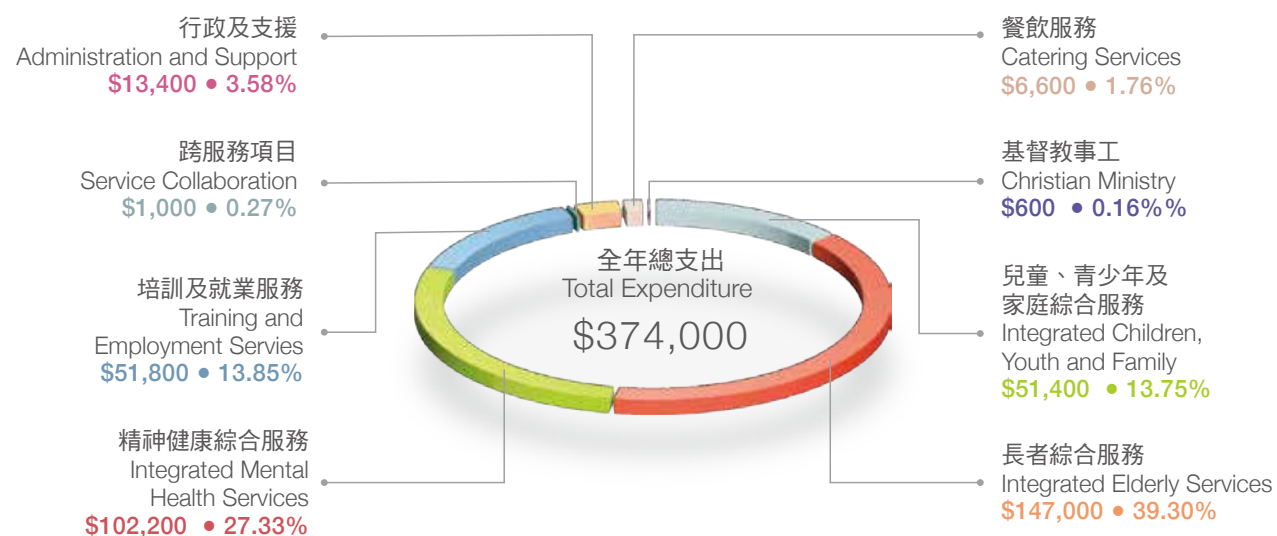 行政及支援
Administration and Support
$13,400 • 3.58%
跨服務項目
Service Collaboration
$1,000 • 0.27%
培訓及就業服務
Training and
Employment Servies
$51,800 • 13.85%
精神健康綜合服務
Integrated Mental
Health Services
$102,200 • 27.33%
全年總支出
Total Expenditure
$374,000
餐飲服務
Catering Services
$6,600 • 1.76%
基督教事工
Christian Ministry
$600 • 0.16%%
兒童、青少年及
家庭綜合服務
Integrated Children,
Youth and Family
$51,400 • 13.75%
長者綜合服務
Integrated Elderly Services
$147,000 • 39.30%